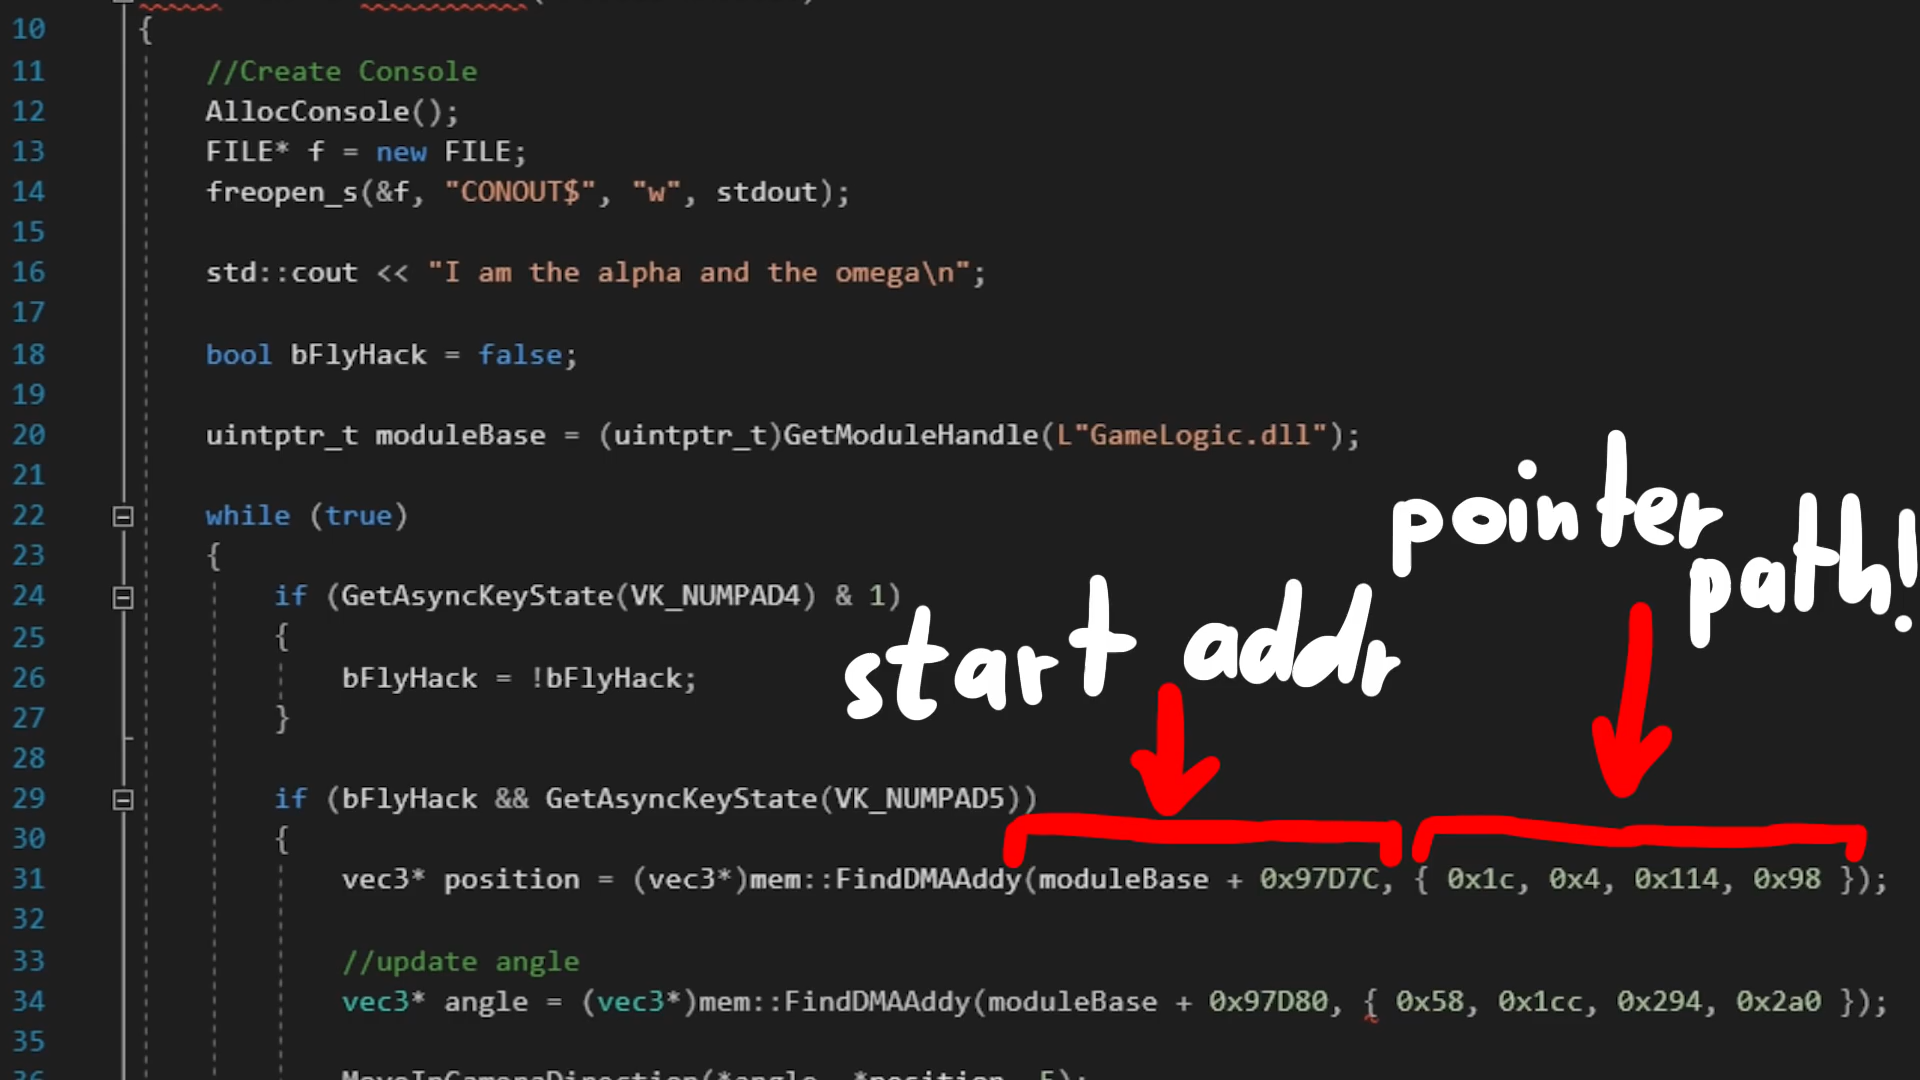 10 {
11 //Create Console
12 AllocConsole();
13 FILE* f = new FILE;
14 freopen_s(&f, "CONOUT$", "w", stdout);
15
16 std::cout << "I am the alpha and the omega\n";
17
18 bool bFlyHack = false;
19
20 uintptr_t moduleBase = (uintptr_t)GetModuleHandle(L"GameLogic.dll");
21
22 while (true)
23 {
24 if (GetAsyncKeyState(VK_NUMPAD4) & 1)
25 {
26 bFlyHack = !bFlyHack;
27 }
28
29 if (bFlyHack && GetAsyncKeyState(VK_NUMPAD5))
30 {
pointer
path!
start addr
31 vec3* position = (vec3*)mem::FindDMAAddy(moduleBase + 0x97D7C, { 0x1c, 0x4, 0x114, 0x98 });
32
33 //update angle
34 vec3* angle = (vec3*)mem::FindDMAAddy(moduleBase + 0x97D80, { 0x58, 0x1cc, 0x294, 0x2a0 });
35
36 MoveInCameraDirection(*angle, *position, 5);